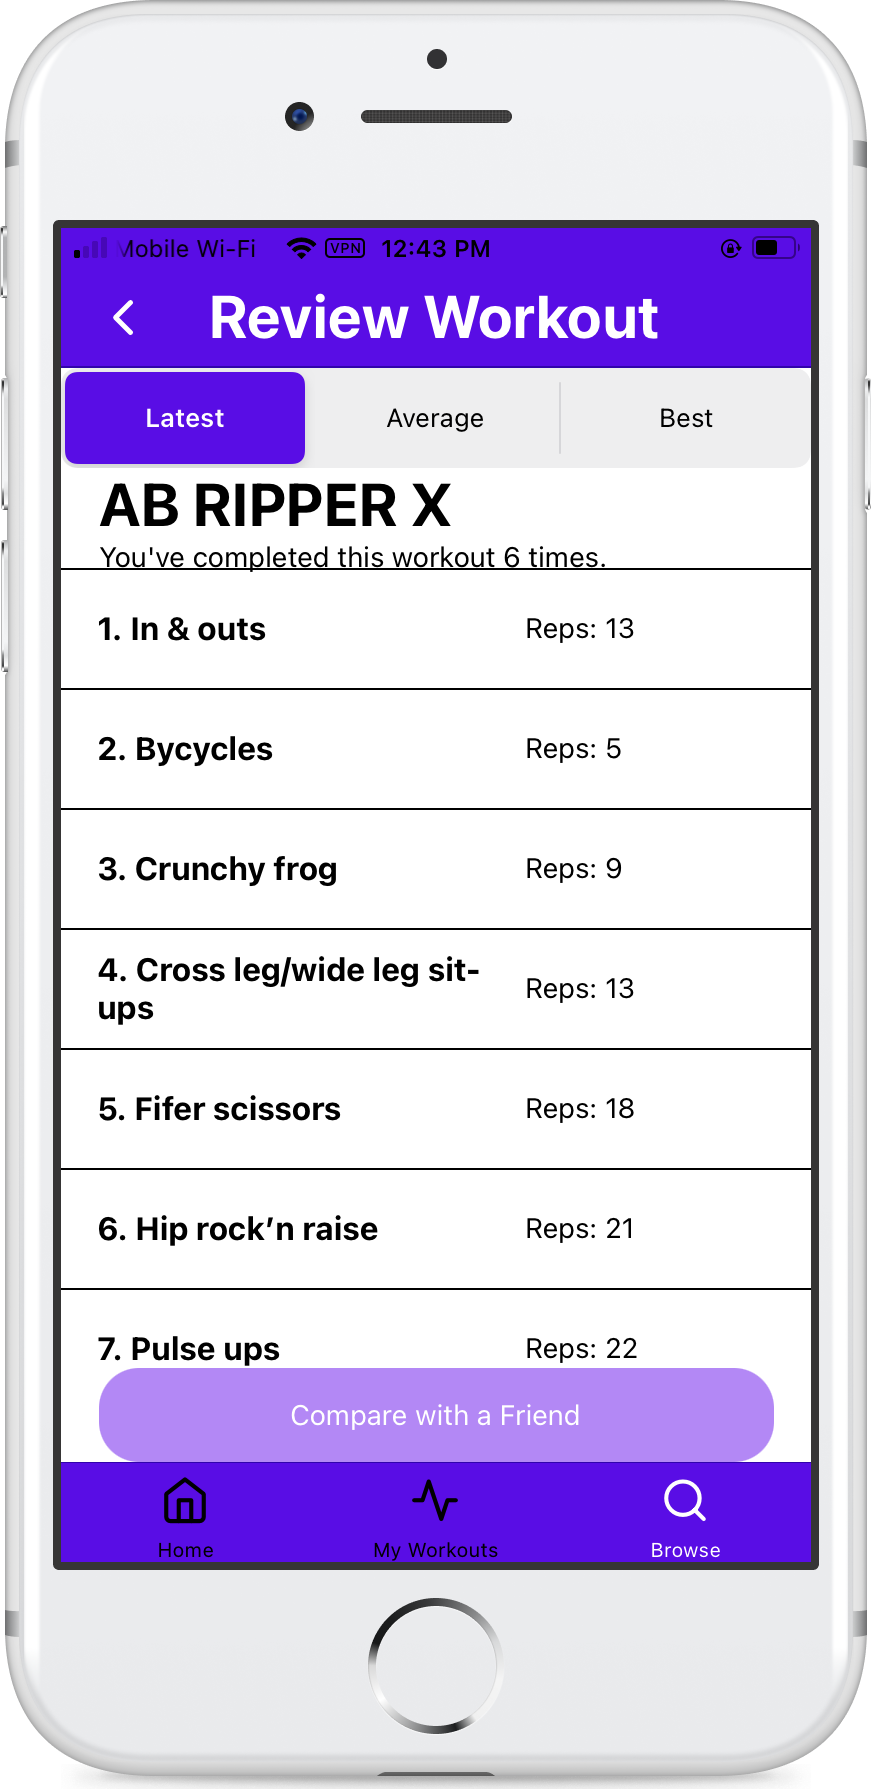 Mobile Wi-Fi VPN 12:43 PM
Review Workout
Latest Average Best
AB RIPPER X
You've completed this workout 6 times.
1. In & outs Reps: 13
2. Bycycles Reps: 5
3. Crunchy frog Reps: 9
4. Cross leg/wide leg sit-
ups Reps: 13
5. Fifer scissors Reps: 18
6. Hip rock’n raise Reps: 21
7. Pulse ups Reps: 22
Compare with a Friend
Home My Workouts Browse